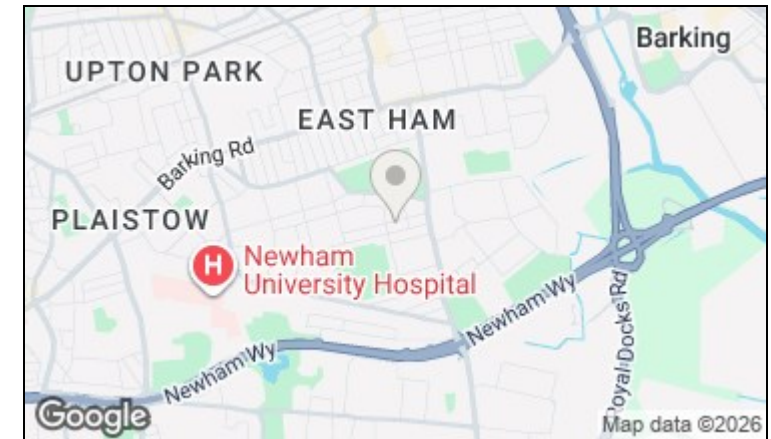 Barking
UPTON PARK
EAST HAM
Barking Rd
PLAISTOW
H
Newham
University Hospital
Newham Wy
Newham Wy
Royal Docks Rd
Google
Map data ©2026